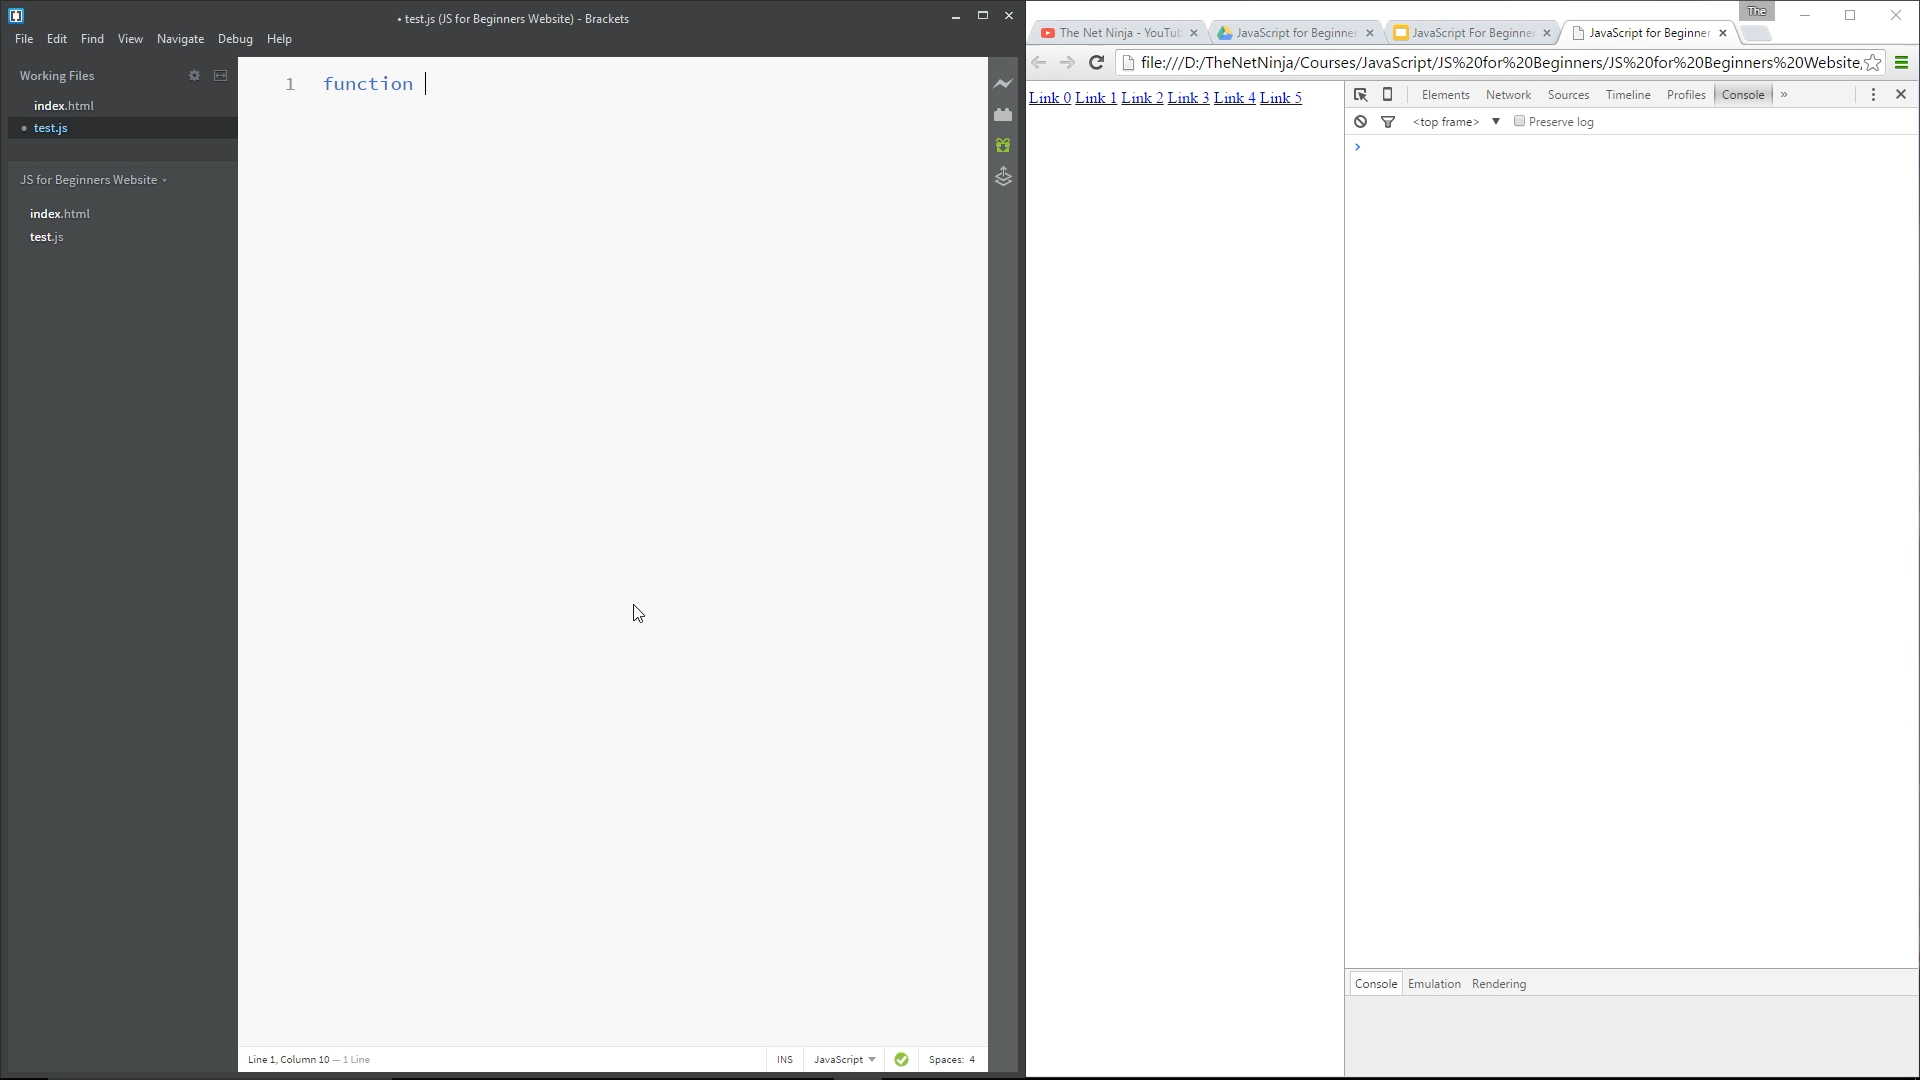 • test.js (JS for Beginners Website) - Brackets
File Edit Find View Navigate Debug Help
Working Files
index.html
• test.js
JS for Beginners Website
index.html
test.js
1 function
Line 1, Column 10 — 1 Line
INS JavaScript Spaces: 4
The
The Net Ninja - YouTu JavaScript for Beginner JavaScript For Beginne JavaScript for Beginner
file:///D:/TheNetNinja/Courses/JavaScript/JS%20for%20Beginners/JS%20for%20Beginners%20Website,
Link 0 Link 1 Link 2 Link 3 Link 4 Link 5
Elements Network Sources Timeline Profiles Console »
<top frame> ▼ Preserve log
>
Console Emulation Rendering